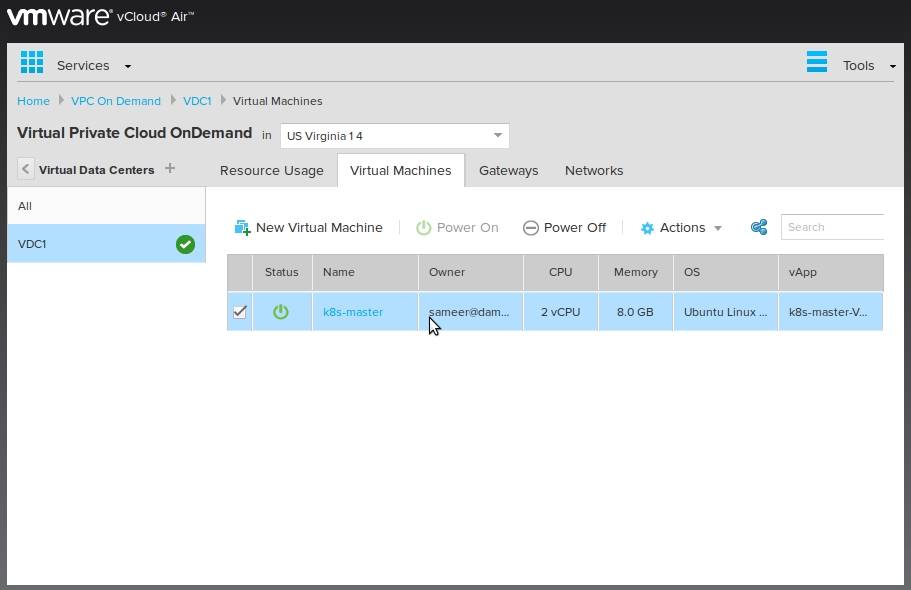 vmware® vCloud® Air™
Services Tools
Home VPC On Demand VDC1 Virtual Machines
Virtual Private Cloud OnDemand in US Virginia 1 4
Virtual Data Centers + Resource Usage Virtual Machines Gateways Networks
All
VDC1
New Virtual Machine Power On Power Off Actions Search
Status Name Owner CPU Memory OS vApp
k8s-master sameer@dam... 2 vCPU 8.0 GB Ubuntu Linux ... k8s-master-V...